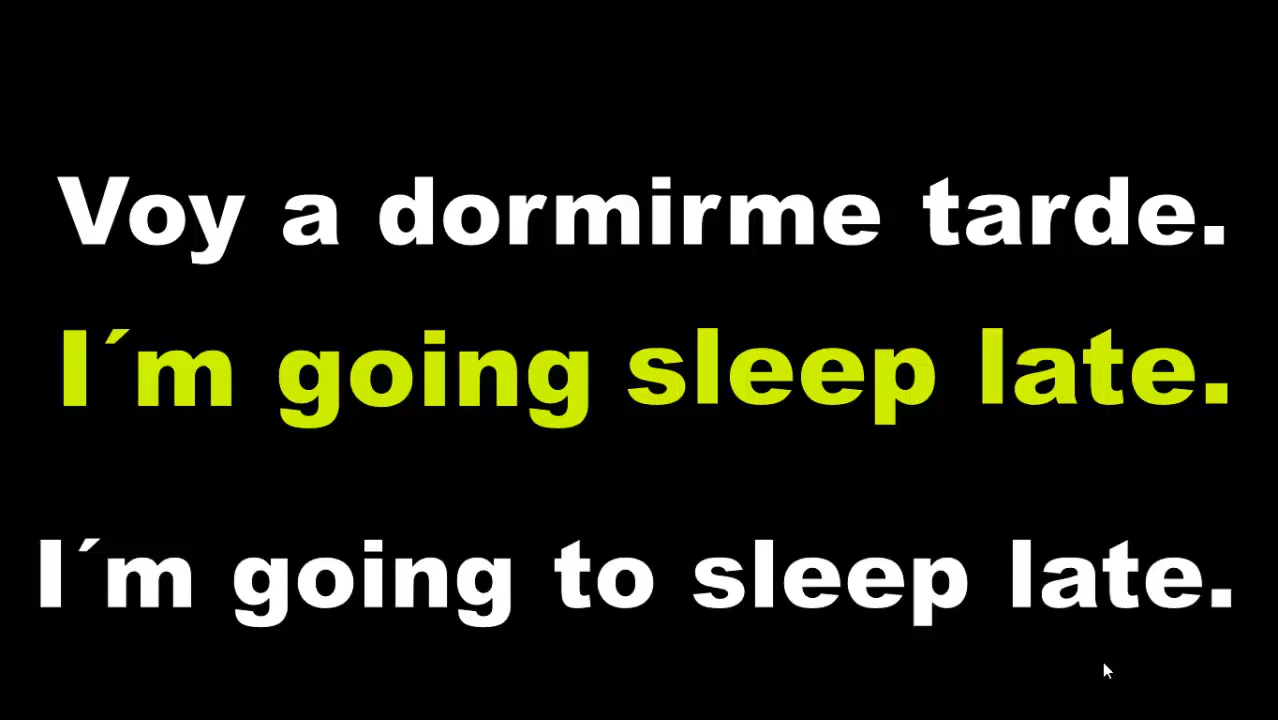 Voy a dormirme tarde.
I´m going sleep late.
I´m going to sleep late.